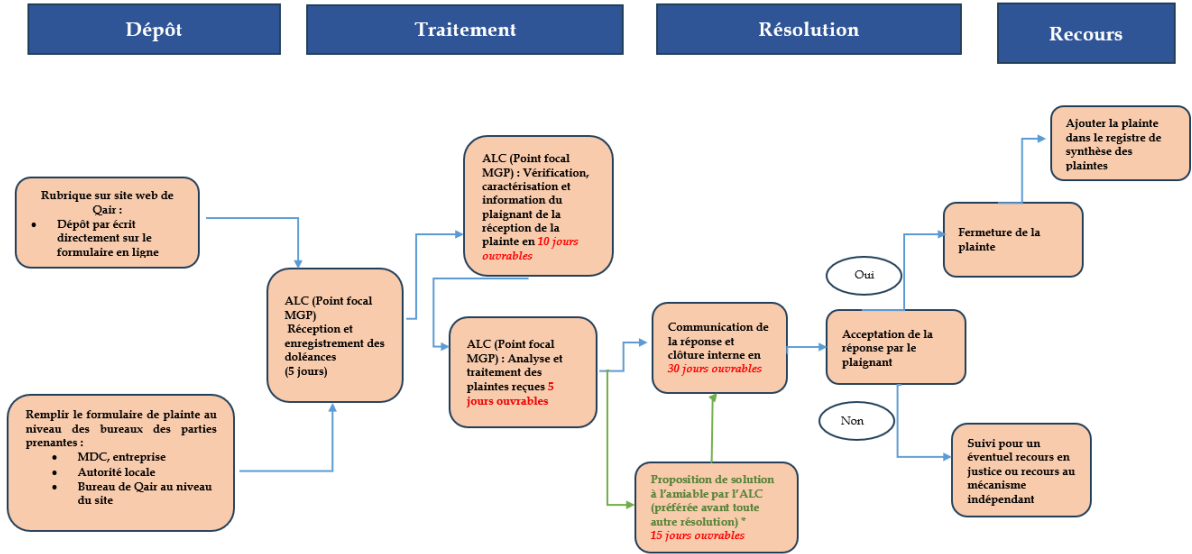 Dépôt
Traitement
Résolution
Recours
Rubrique sur site web de
Qair :
• Dépôt par écrit
directement sur le
formulaire en ligne
Remplir le formulaire de plainte au
niveau des bureaux des parties
prenantes :
• MDC, entreprise
• Autorité locale
• Bureau de Qair au niveau
du site
ALC (Point focal
MGP)
Réception et
enregistrement des
doléances
(5 jours)
ALC (Point focal
MGP) : Vérification,
caractérisation et
information du
plaignant de la
réception de la
plainte en 10 jours
ouvrables
ALC (Point focal
MGP) : Analyse et
traitement des
plaintes reçues 5
jours ouvrables
Communication de
la réponse et
clôture interne en
30 jours ouvrables
Proposition de solution
à l’amiable par l’ALC
(préférée avant toute
autre résolution) *
15 jours ouvrables
Acceptation de la
réponse par le
plaignant
Oui
Non
Fermeture de la
plainte
Ajouter la plainte
dans le registre de
synthèse des
plaintes
Suivi pour un
éventuel recours en
justice ou recours au
mécanisme
indépendant